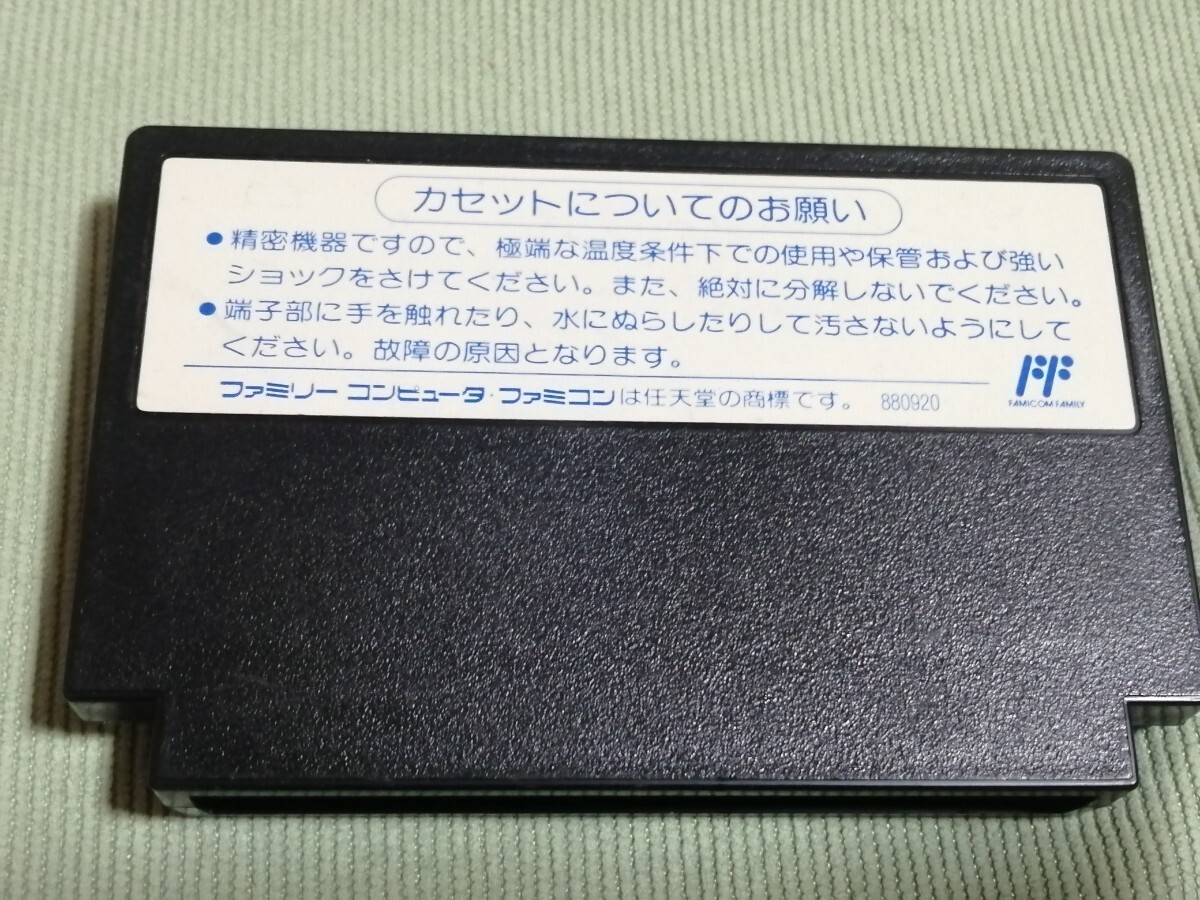 カセットについてのお願い
●精密機器ですので、極端な温度条件下での使用や保管および強い
ショックをさけてください。また、絶対に分解しないでください。
●端子部に手を触れたり、水にぬらしたりして汚さないようにして
ください。故障の原因となります。
ファミリー コンピュータ・ファミコンは任天堂の商標です。 880920
FAMICOM FAMILY